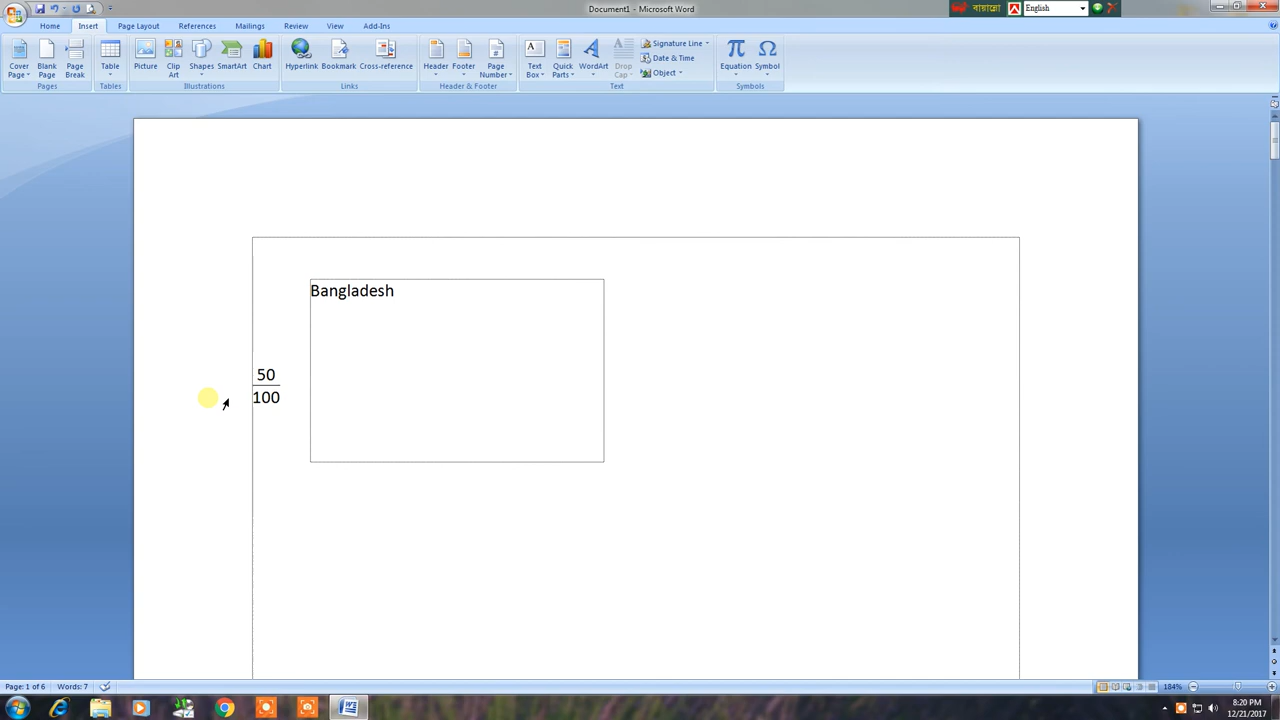 Document1 - Microsoft Word
বায়ান্নো
English
Home Insert Page Layout References Mailings Review View Add-Ins
Cover Page Blank Page Page Break Table Picture Clip Art Shapes SmartArt Chart Hyperlink Bookmark Cross-reference Header Footer Page Number Text Box Quick Parts WordArt Drop Cap Signature Line Date & Time Object Equation Symbol
Pages Tables Illustrations Links Header & Footer Text Symbols
Bangladesh
50
100
Page: 1 of 6 Words: 7 184%
8:20 PM
12/21/2017